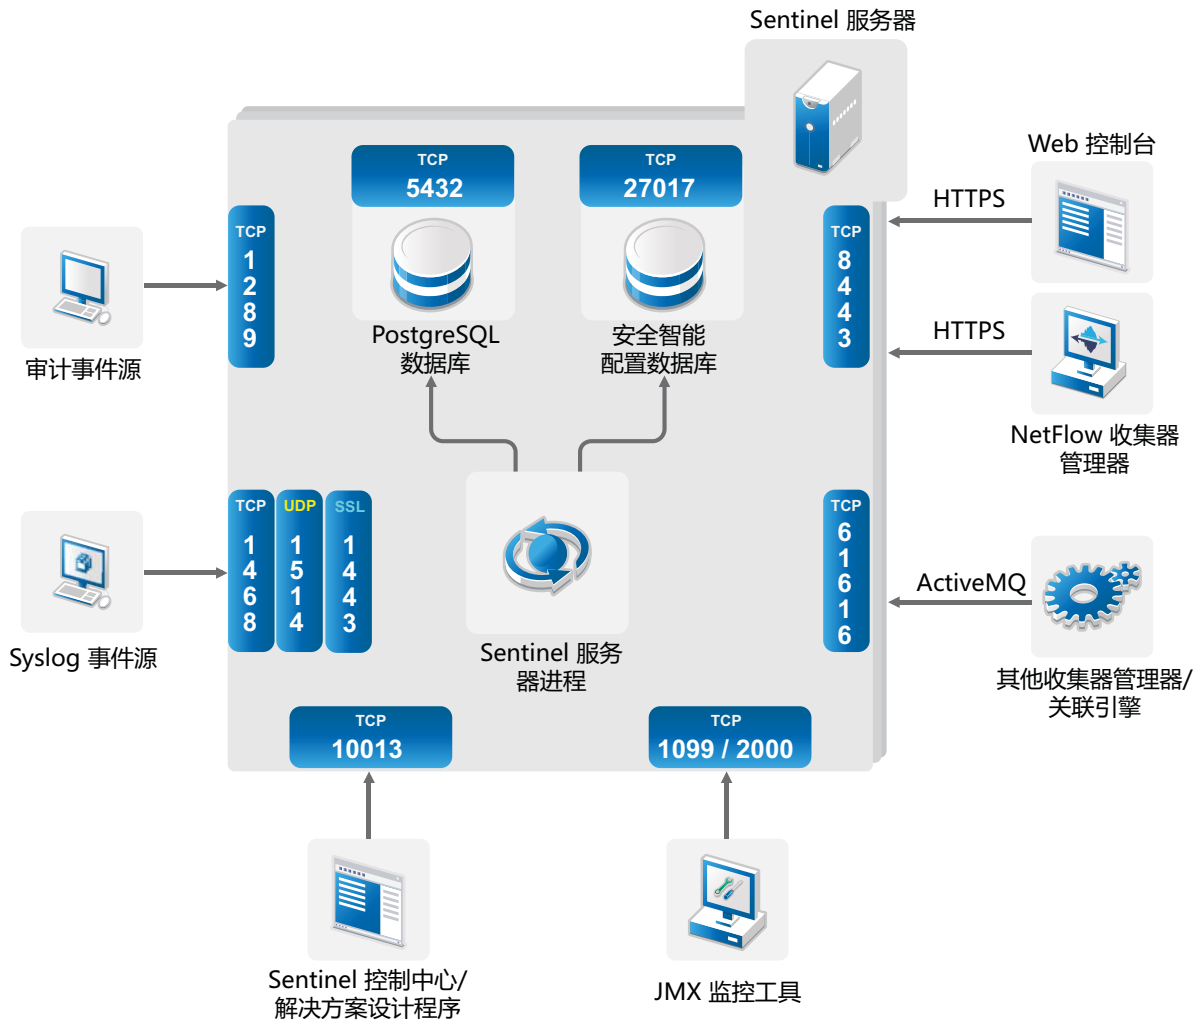 Sentinel 服务器
TCP
5432
PostgreSQL
数据库
TCP
27017
安全智能
配置数据库
TCP
1
2
8
9
审计事件源
TCP
8
4
4
3
HTTPS
Web 控制台
HTTPS
NetFlow 收集器
管理器
TCP
1
4
6
8
UDP
1
5
1
4
SSL
1
4
4
3
Syslog 事件源
Sentinel 服务
器进程
TCP
6
1
6
1
6
ActiveMQ
其他收集器管理器/
关联引擎
TCP
10013
Sentinel 控制中心/
解决方案设计程序
TCP
1099 / 2000
JMX 监控工具